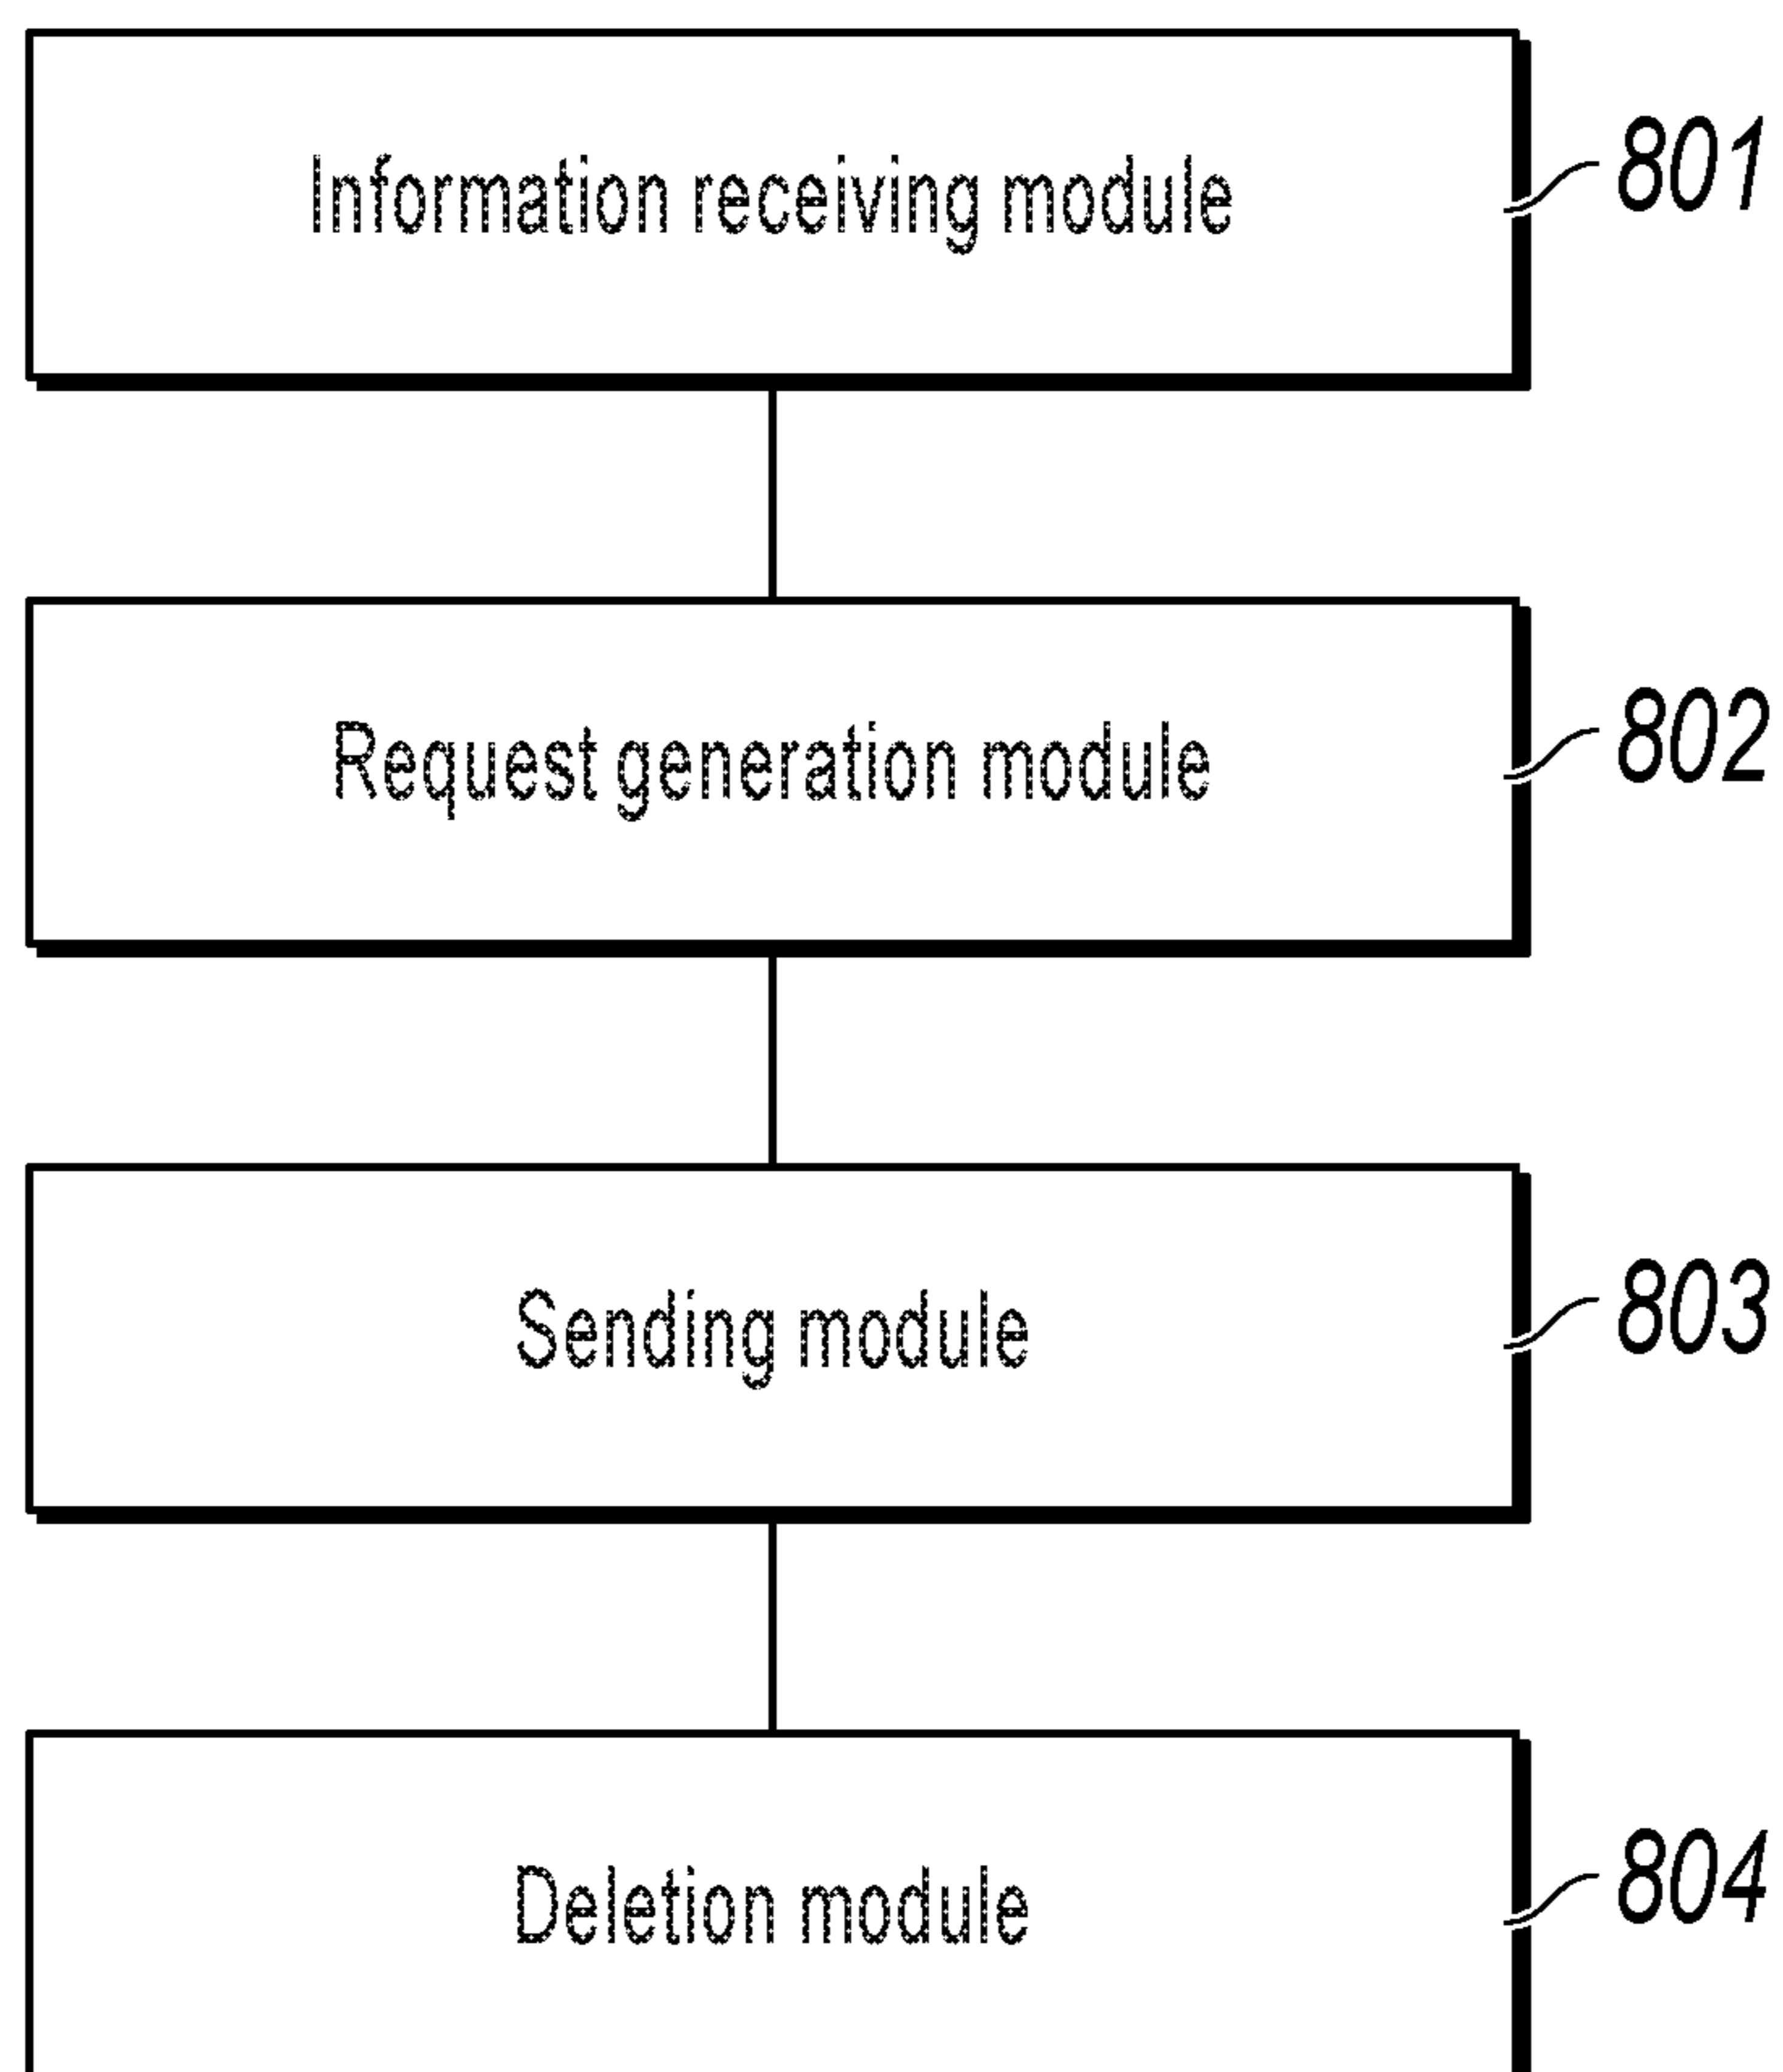 Information receiving module
801
Request generation module
802
Sending module
803
Deletion module
804